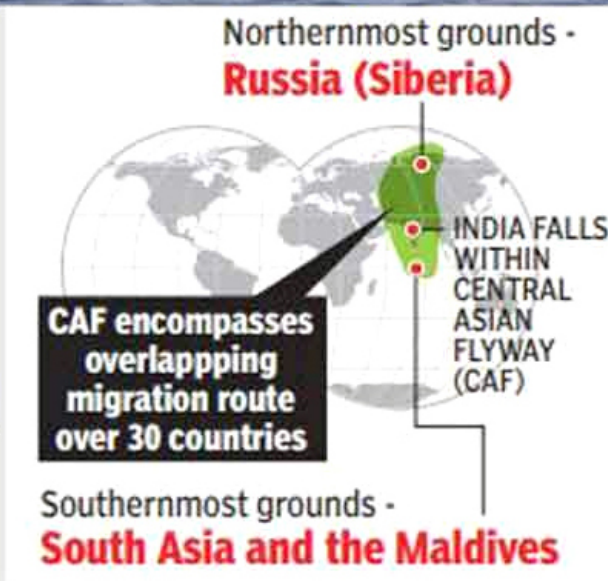 Northernmost grounds -
Russia (Siberia)
INDIA FALLS
WITHIN
CENTRAL
ASIAN
FLYWAY
(CAF)
CAF encompasses
overlappping
migration route
over 30 countries
Southernmost grounds -
South Asia and the Maldives